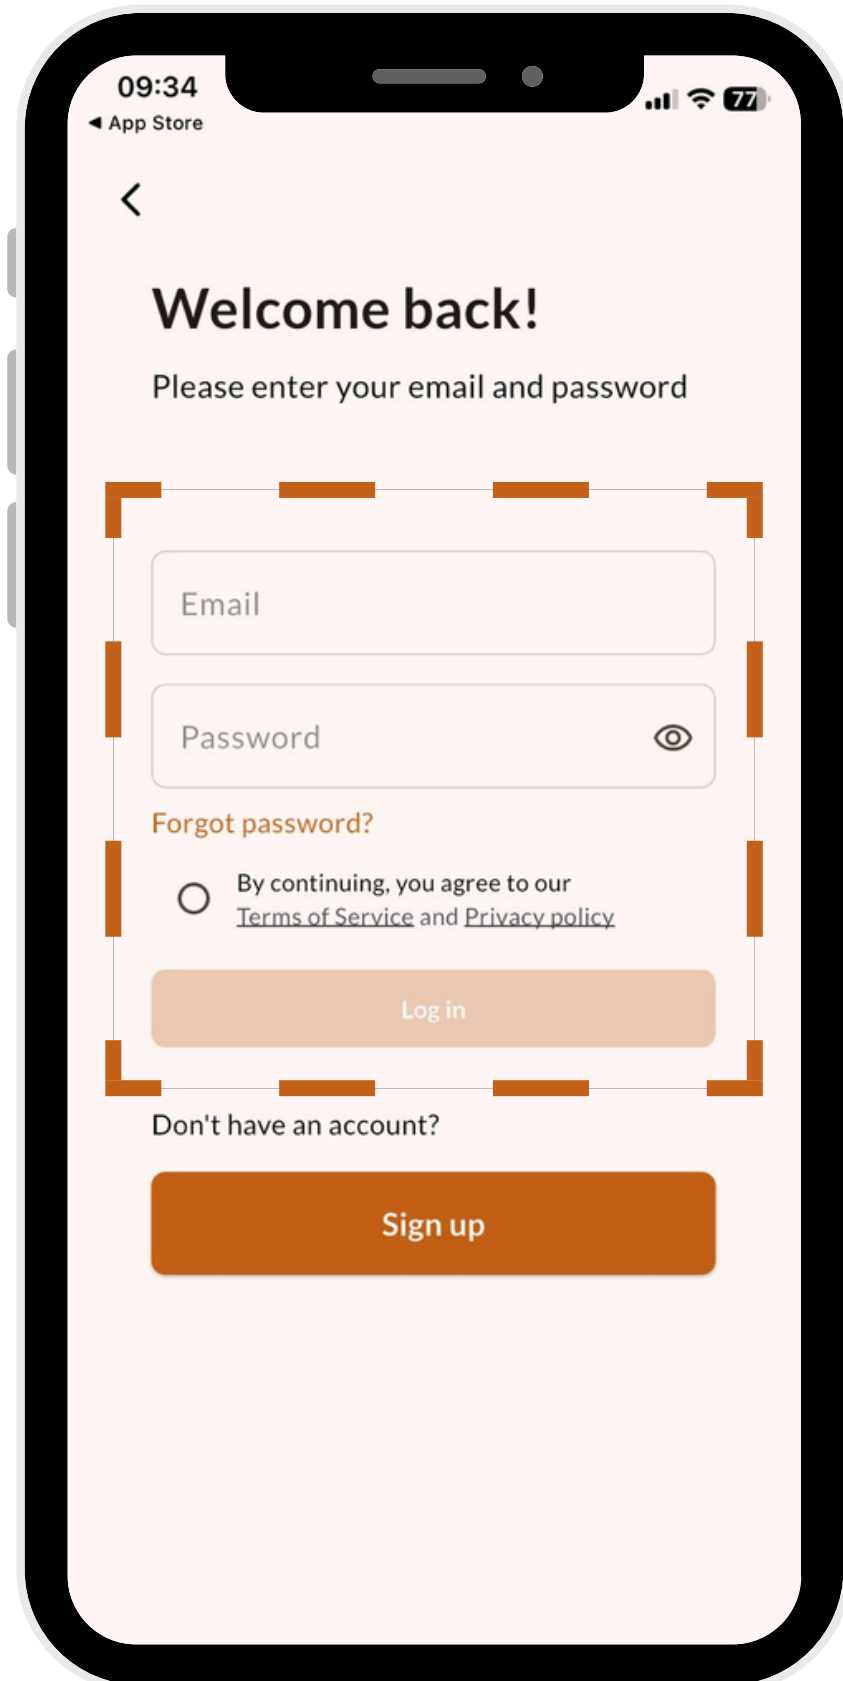 09:34
77
◀ App Store
Welcome back!
Please enter your email and password
Email
Password
Forgot password?
By continuing, you agree to our
Terms of Service and Privacy policy
Log in
Don't have an account?
Sign up